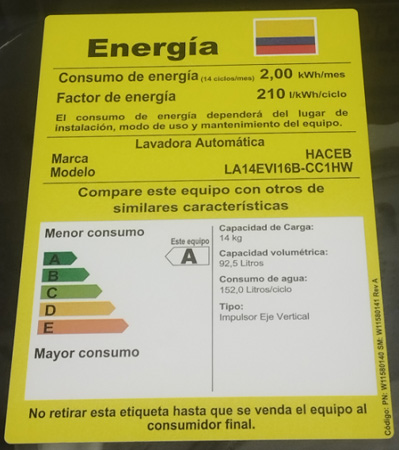 Energía
Consumo de energía (14 ciclos/mes) 2,00 kWh/mes
Factor de energía 210 l/kWh/ciclo
El consumo de energía dependerá del lugar de
instalación, modo de uso y mantenimiento del equipo.
Lavadora Automática
Marca HACEB
Modelo LA14EVI16B-CC1HW
Compare este equipo con otros de
similares características
Menor consumo
Este equipo
A
A
B
C
D
E
Mayor consumo
Capacidad de Carga:
14 kg
Capacidad volumétrica:
92,5 Litros
Consumo de agua:
152,0 Litros/ciclo
Tipo:
Impulsor Eje Vertical
No retirar esta etiqueta hasta que se venda el equipo al
consumidor final.
Código: PN: W11580140 SM: W11580141 Rev A